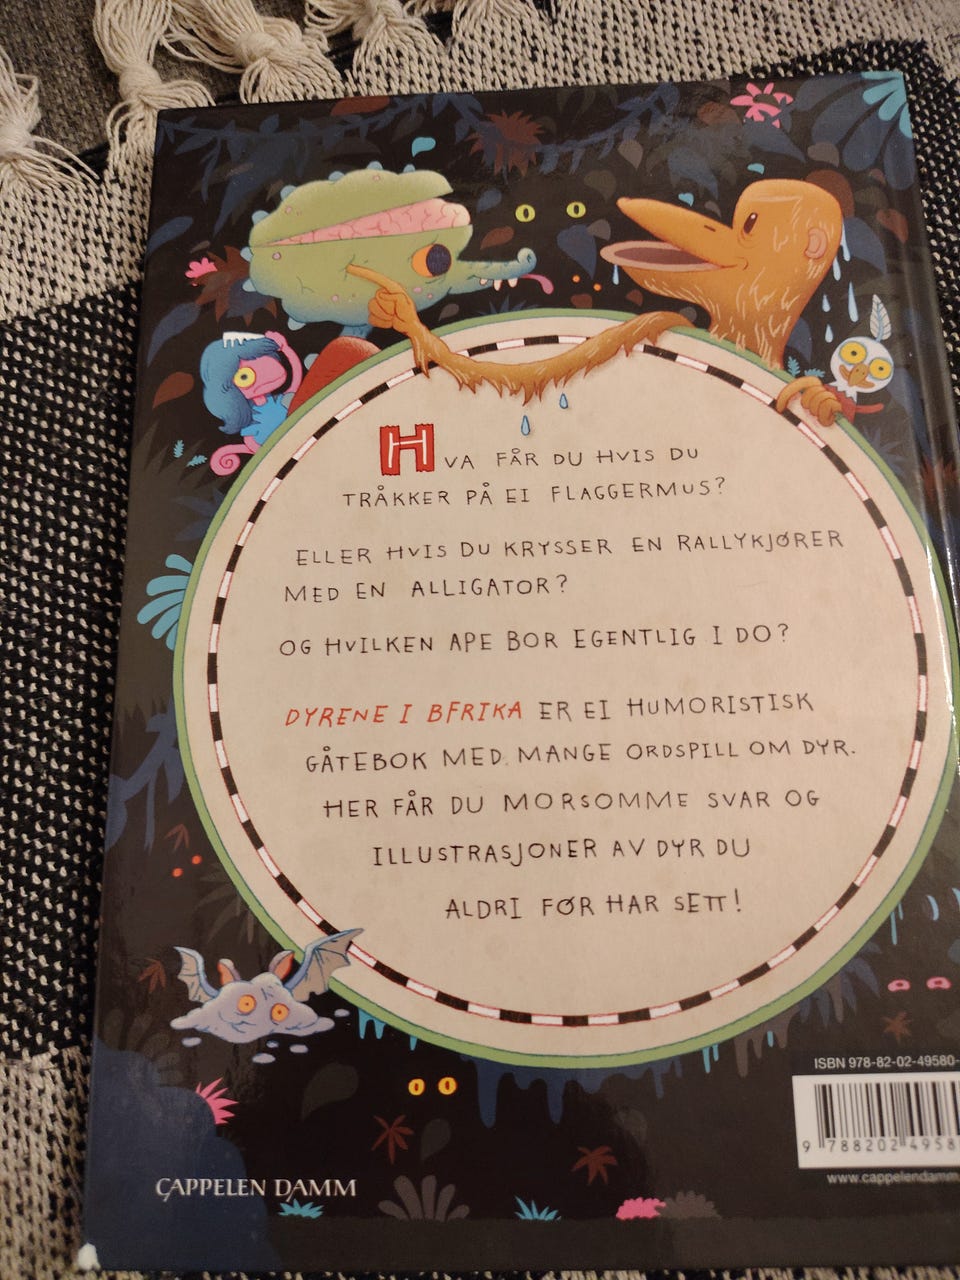 HVA FÅR DU HVIS DU
TRÅKKER PÅ EI FLAGGERMUS?
ELLER HVIS DU KRYSSER EN RALLYKJØRER
MED EN ALLIGATOR?
OG HVILKEN APE BOR EGENTLIG I DO?
DYRENE I BFRIKA ER EI HUMORISTISK
GÅTEBOK MED MANGE ORDSPILL OM DYR.
HER FÅR DU MORSOMME SVAR OG
ILLUSTRASJONER AV DYR DU
ALDRI FØR HAR SETT!
ISBN 978-82-02-49580-
9 788202 4958
www.cappelendamm
CAPPELEN DAMM